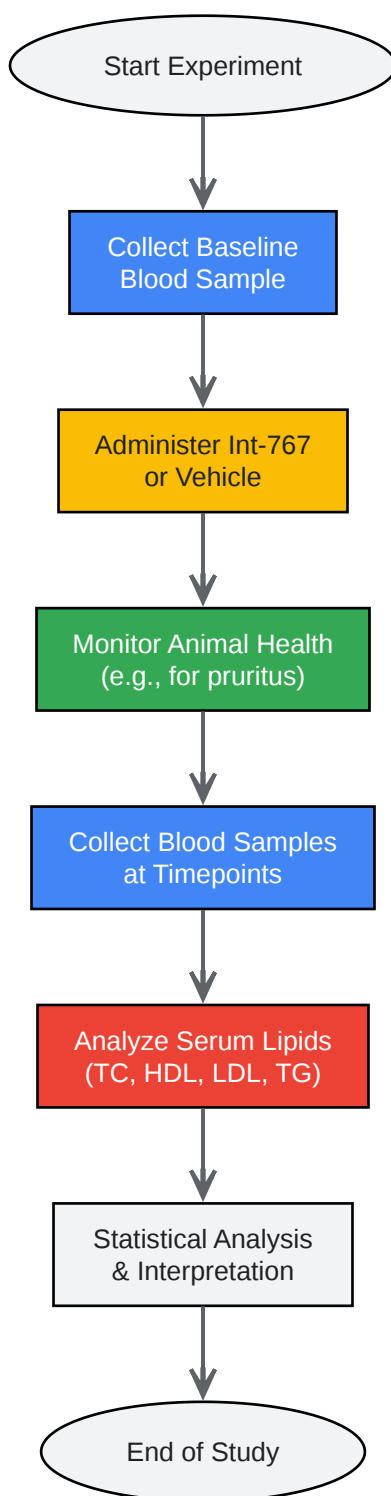 Start Experiment
Collect Baseline
Blood Sample
Administer Int-767
or Vehicle
Monitor Animal Health
(e.g., for pruritus)
Collect Blood Samples
at Timepoints
Analyze Serum Lipids
(TC, HDL, LDL, TG)
Statistical Analysis
& Interpretation
End of Study